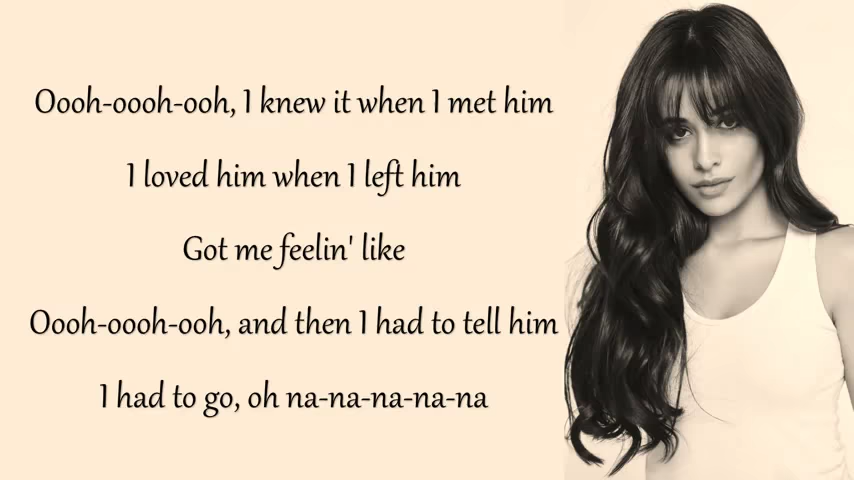 Oooh-oooh-ooh, I knew it when I met him
I loved him when I left him
Got me feelin' like
Oooh-oooh-ooh, and then I had to tell him
I had to go, oh na-na-na-na-na